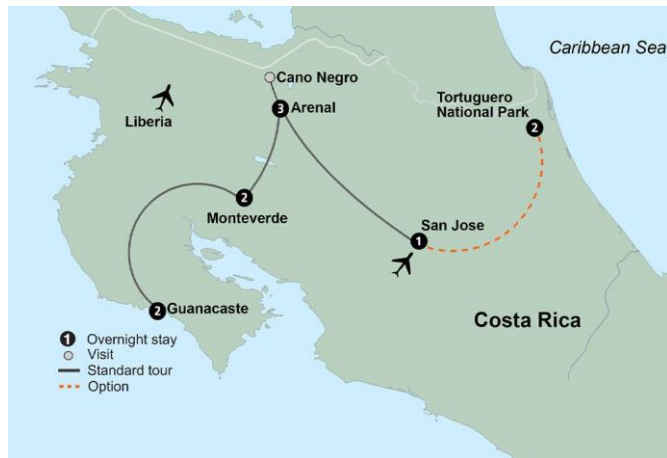 Caribbean Sea
Cano Negro
3 Arenal
Liberia
Tortuguero
National Park
2
2
Monteverde
San Jose
1
2 Guanacaste
Costa Rica
1 Overnight stay
Visit
Standard tour
Option